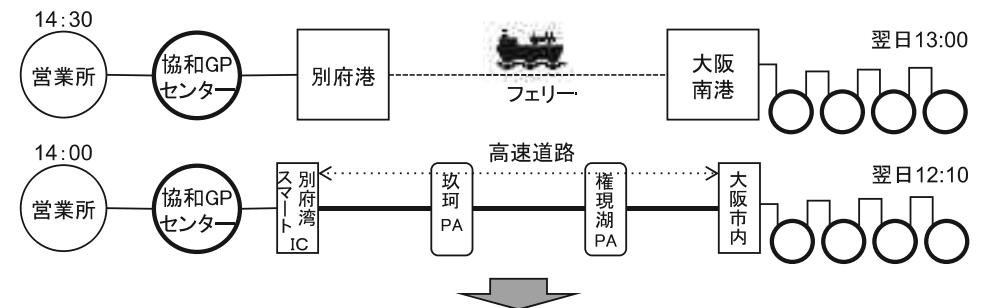 14:30
営業所
協和GP
センター
別府港
フェリー
大阪
南港
翌日13:00
14:00
営業所
協和GP
センター
別府湾
スマート
IC
高速道路
玖珂
PA
権現湖
PA
大阪市内
翌日12:10